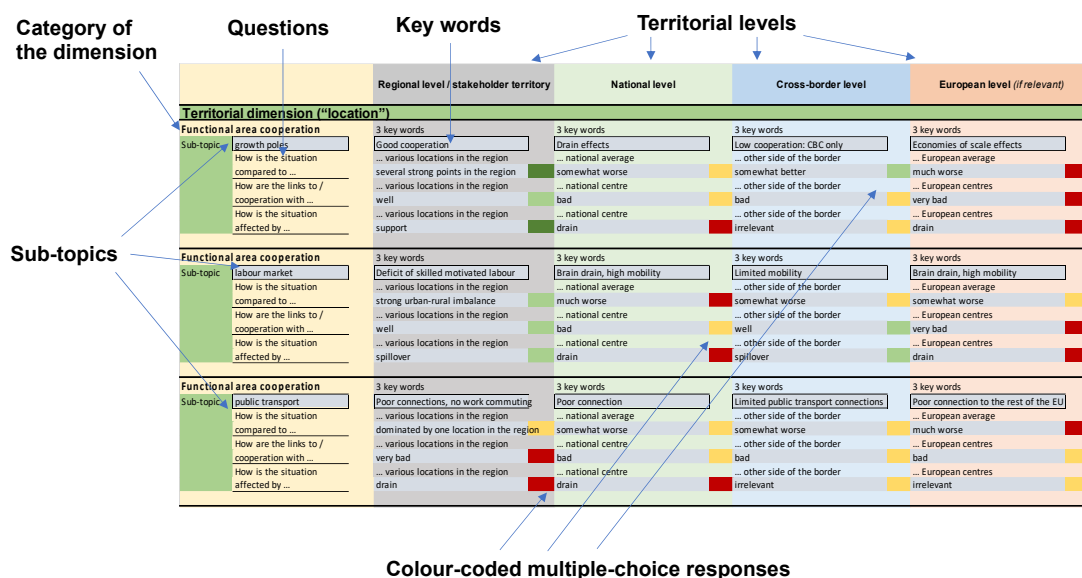 Category of
the dimension
Questions
Key words
Territorial levels
Regional level / stakeholder territory National level Cross-border level European level (if relevant)
Territorial dimension (“location”)
Functional area cooperation 3 key words 3 key words 3 key words 3 key words
Sub-topic growth poles Good cooperation Drain effects Low cooperation: CBC only Economies of scale effects
How is the situation ... various locations in the region ... national average ... other side of the border ... European average
compared to ... several strong points in the region somewhat worse somewhat better much worse
How are the links to / ... various locations in the region ... national centre ... other side of the border ... European centres
cooperation with ... well bad bad very bad
How is the situation ... various locations in the region ... national centre ... other side of the border ... European centres
affected by ... support drain irrelevant drain
Sub-topics
Functional area cooperation 3 key words 3 key words 3 key words 3 key words
Sub-topic labour market Deficit of skilled motivated labour Brain drain, high mobility Limited mobility Brain drain, high mobility
How is the situation ... various locations in the region ... national average ... other side of the border ... European average
compared to ... strong urban-rural imbalance much worse somewhat worse somewhat worse
How are the links to / ... various locations in the region ... national centre ... other side of the border ... European centres
cooperation with ... well bad well very bad
How is the situation ... various locations in the region ... national centre ... other side of the border ... European centres
affected by ... spillover drain spillover drain
Functional area cooperation 3 key words 3 key words 3 key words 3 key words
Sub-topic public transport Poor connections, no work commuting Poor connection Limited public transport connections Poor connection to the rest of the EU
How is the situation ... various locations in the region ... national average ... other side of the border ... European average
compared to ... dominated by one location in the region somewhat worse somewhat worse much worse
How are the links to / ... various locations in the region ... national centre ... other side of the border ... European centres
cooperation with ... very bad bad bad bad
How is the situation ... various locations in the region ... national centre ... other side of the border ... European centres
affected by ... drain drain irrelevant irrelevant
Colour-coded multiple-choice responses